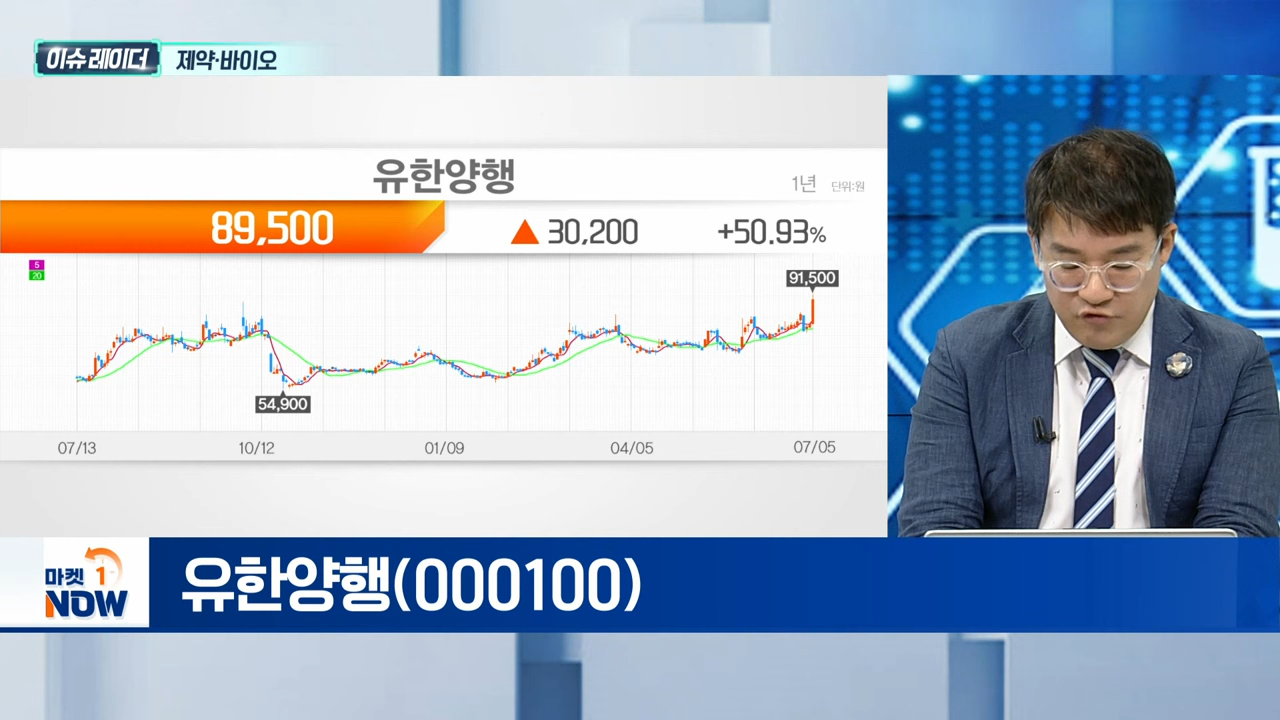 이슈 레이더 제약·바이오
유한양행
1년 단위:원
89,500 ▲ 30,200 +50.93%
5
20
91,500
54,900
07/13 10/12 01/09 04/05 07/05
마켓 1
NOW
유한양행(000100)